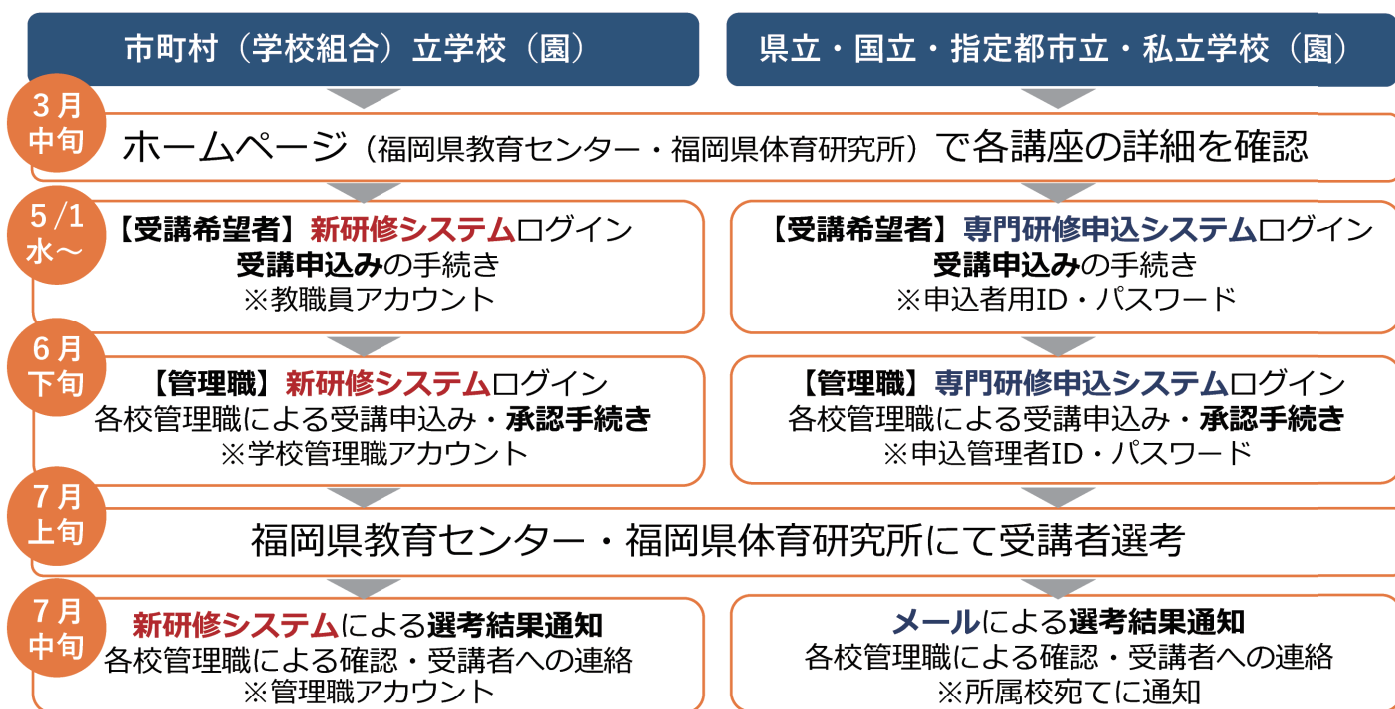 市町村（学校組合）立学校（園）
県立・国立・指定都市立・私立学校（園）
3月
中旬
ホームページ（福岡県教育センター・福岡県体育研究所）で各講座の詳細を確認
5/1
水～
【受講希望者】新研修システムログイン
受講申込みの手続き
※教職員アカウント
【受講希望者】専門研修申込システムログイン
受講申込みの手続き
※申込者用ID・パスワード
6月
下旬
【管理職】新研修システムログイン
各校管理職による受講申込み・承認手続き
※学校管理職アカウント
【管理職】専門研修申込システムログイン
各校管理職による受講申込み・承認手続き
※申込管理者ID・パスワード
7月
上旬
福岡県教育センター・福岡県体育研究所にて受講者選考
7月
中旬
新研修システムによる選考結果通知
各校管理職による確認・受講者への連絡
※管理職アカウント
メールによる選考結果通知
各校管理職による確認・受講者への連絡
※所属校宛てに通知